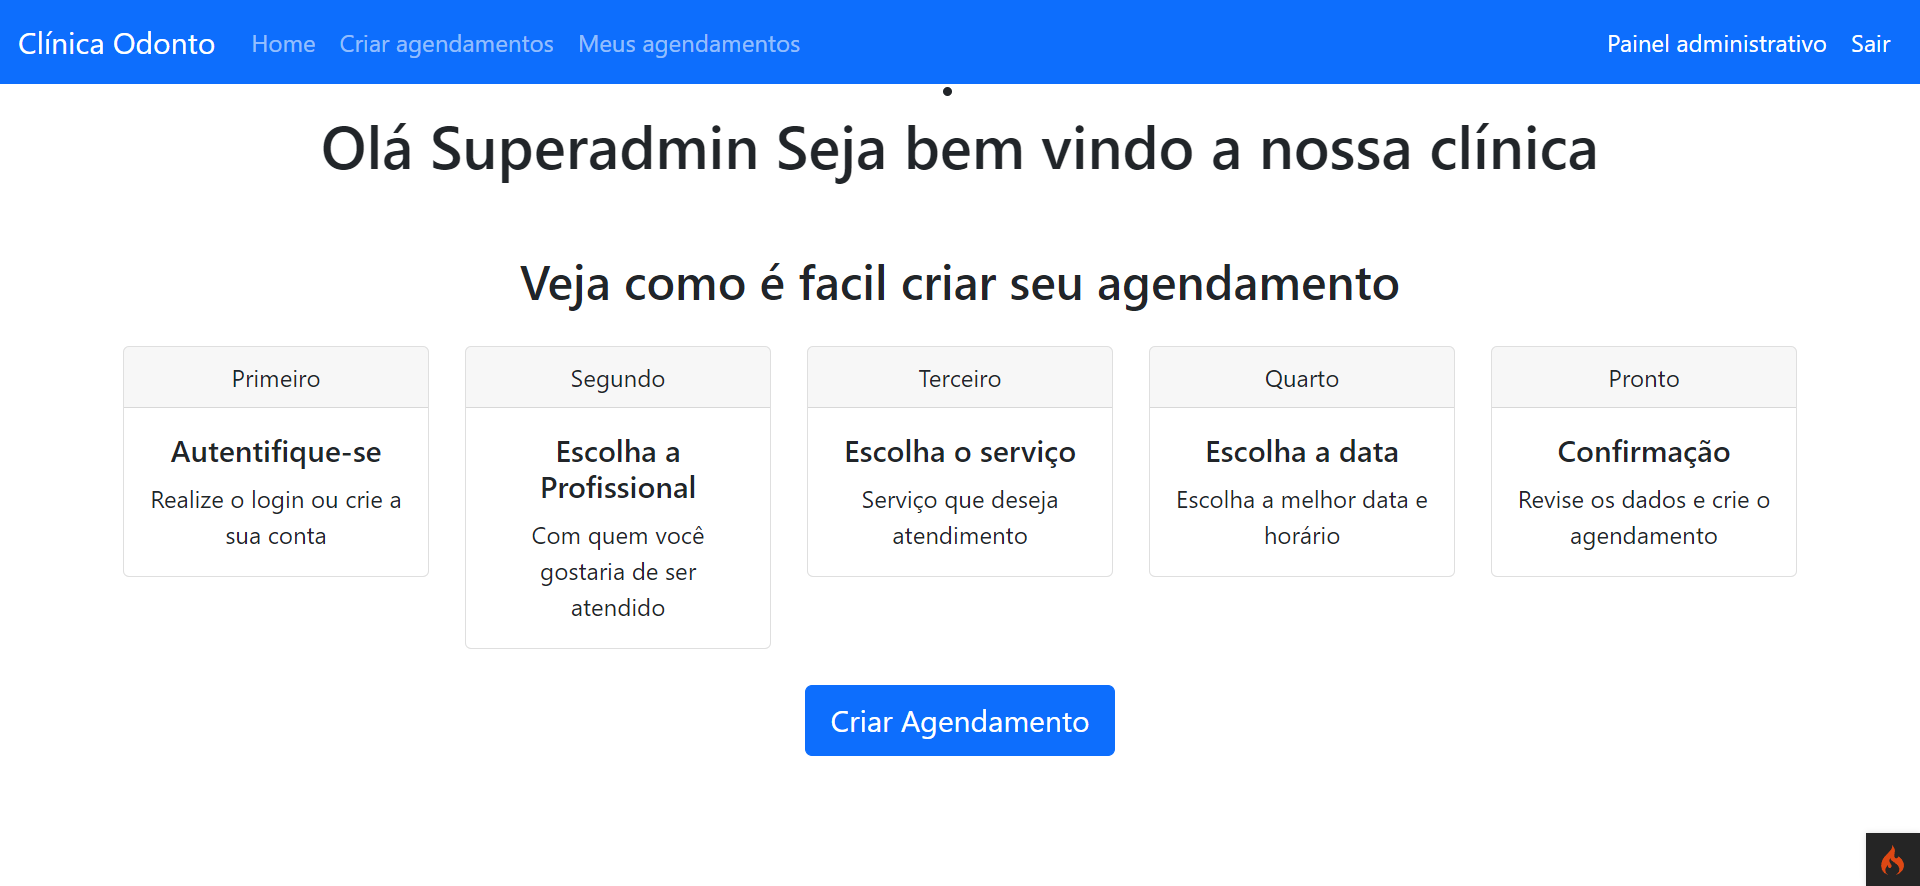 Clínica Odonto Home Criar agendamentos Meus agendamentos Painel administrativo Sair
Olá Superadmin Seja bem vindo a nossa clínica
Veja como é facil criar seu agendamento
Primeiro
Autentifique-se
Realize o login ou crie a
sua conta
Segundo
Escolha a
Profissional
Com quem você
gostaria de ser
atendido
Terceiro
Escolha o serviço
Serviço que deseja
atendimento
Quarto
Escolha a data
Escolha a melhor data e
horário
Pronto
Confirmação
Revise os dados e crie o
agendamento
Criar Agendamento